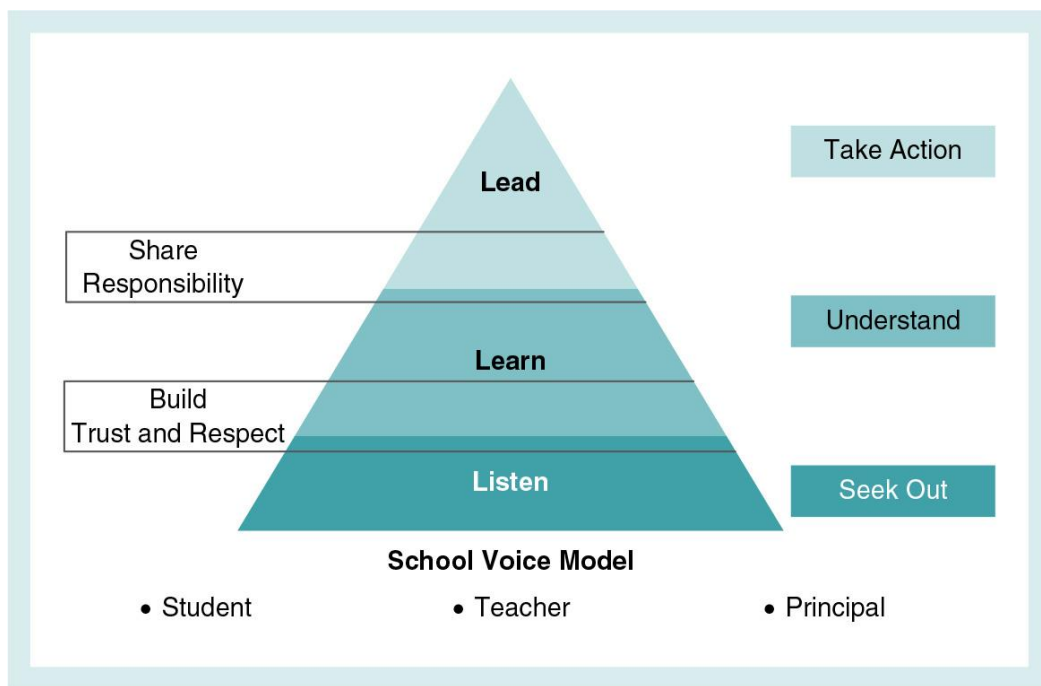 Lead
Take Action
Share
Responsibility
Understand
Learn
Build
Trust and Respect
Listen
Seek Out
School Voice Model
• Student • Teacher • Principal